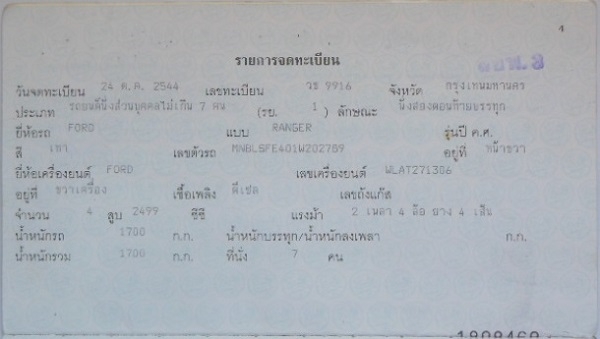 4
รายการจดทะเบียน
วันจดทะเบียน 24 ต.ค. 2544 เลขทะเบียน วธ 9916 จังหวัด กรุงเทพมหานคร
ประเภท รถยนต์นั่งส่วนบุคคลไม่เกิน 7 คน (รย. 1 ) ลักษณะ นั่งสองตอนท้ายบรรทุก
ยี่ห้อรถ FORD แบบ RANGER รุ่นปี ค.ศ.
สี เทา เลขตัวรถ MNBLSFE401W202789 อยู่ที่ หน้าขวา
ยี่ห้อเครื่องยนต์ FORD เลขเครื่องยนต์ WLAT271306
อยู่ที่ ขวาเครื่อง เชื้อเพลิง ดีเซล เลขถังแก๊ส
จำนวน 4 สูบ 2499 ซีซี แรงม้า 2 เพลา 4 ล้อ ยาง 4 เส้น
น้ำหนักรถ 1700 ก.ก. น้ำหนักบรรทุก/น้ำหนักลงเพลา ก.ก.
น้ำหนักรวม 1700 ก.ก. ที่นั่ง 7 คน